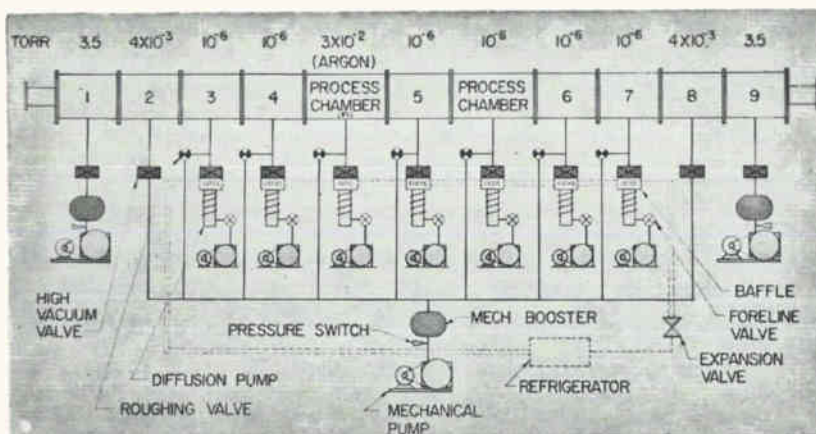 TORR 3.5 4X10-3 10-6 10-6 3X10-2 10-6 10-6 10-6 10-6 4X10-3 3.5
(ARGON)
1 2 3 4 PROCESS CHAMBER 5 PROCESS CHAMBER 6 7 8 9
HIGH
VACUUM
VALVE
MECH BOOSTER
BAFFLE
PRESSURE SWITCH
FORELINE
VALVE
DIFFUSION PUMP
REFRIGERATOR
EXPANSION
VALVE
ROUGHING VALVE
MECHANICAL
PUMP